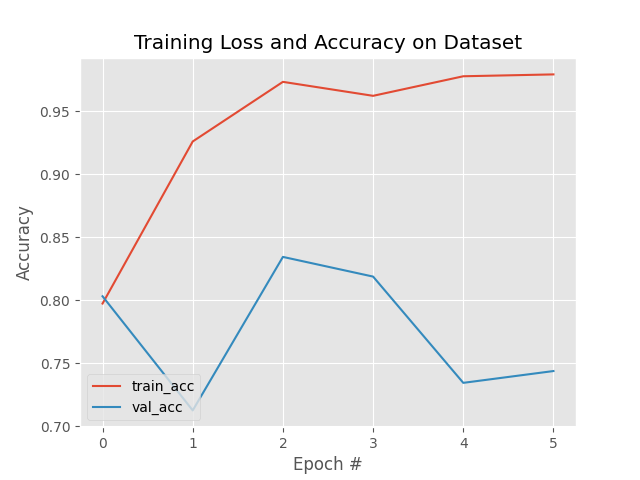 Training Loss and Accuracy on Dataset
Accuracy
0.95
0.90
0.85
0.80
0.75
0.70
train_acc
val_acc
0 1 2 3 4 5
Epoch #